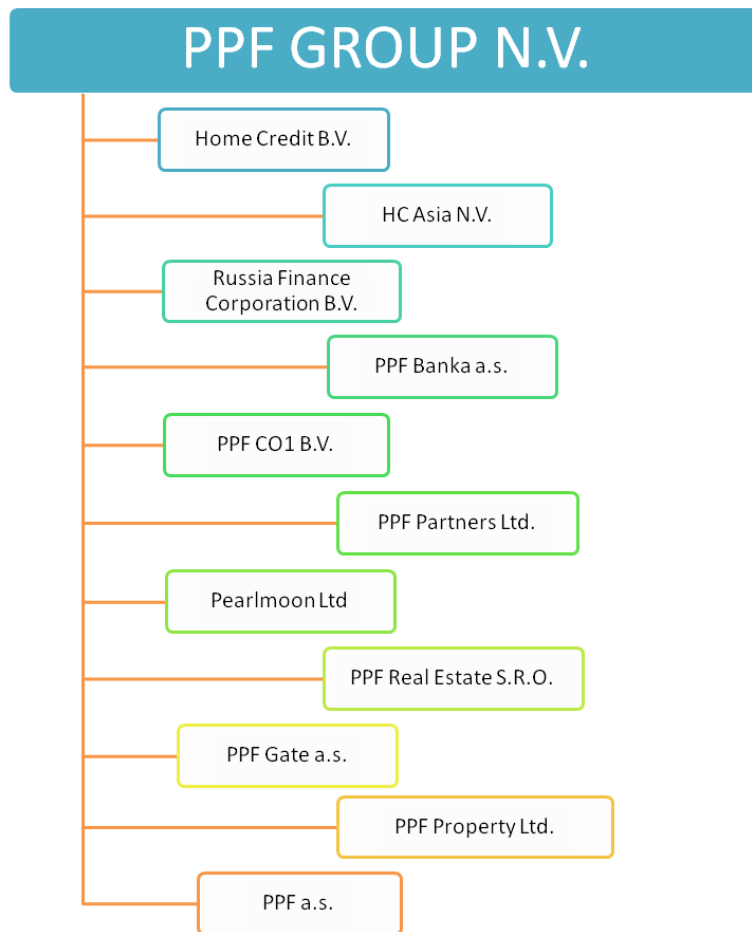 PPF GROUP N.V.
Home Credit B.V.
HC Asia N.V.
Russia Finance
Corporation B.V.
PPF Banka a.s.
PPF CO1 B.V.
PPF Partners Ltd.
Pearlmoon Ltd
PPF Real Estate S.R.O.
PPF Gate a.s.
PPF Property Ltd.
PPF a.s.